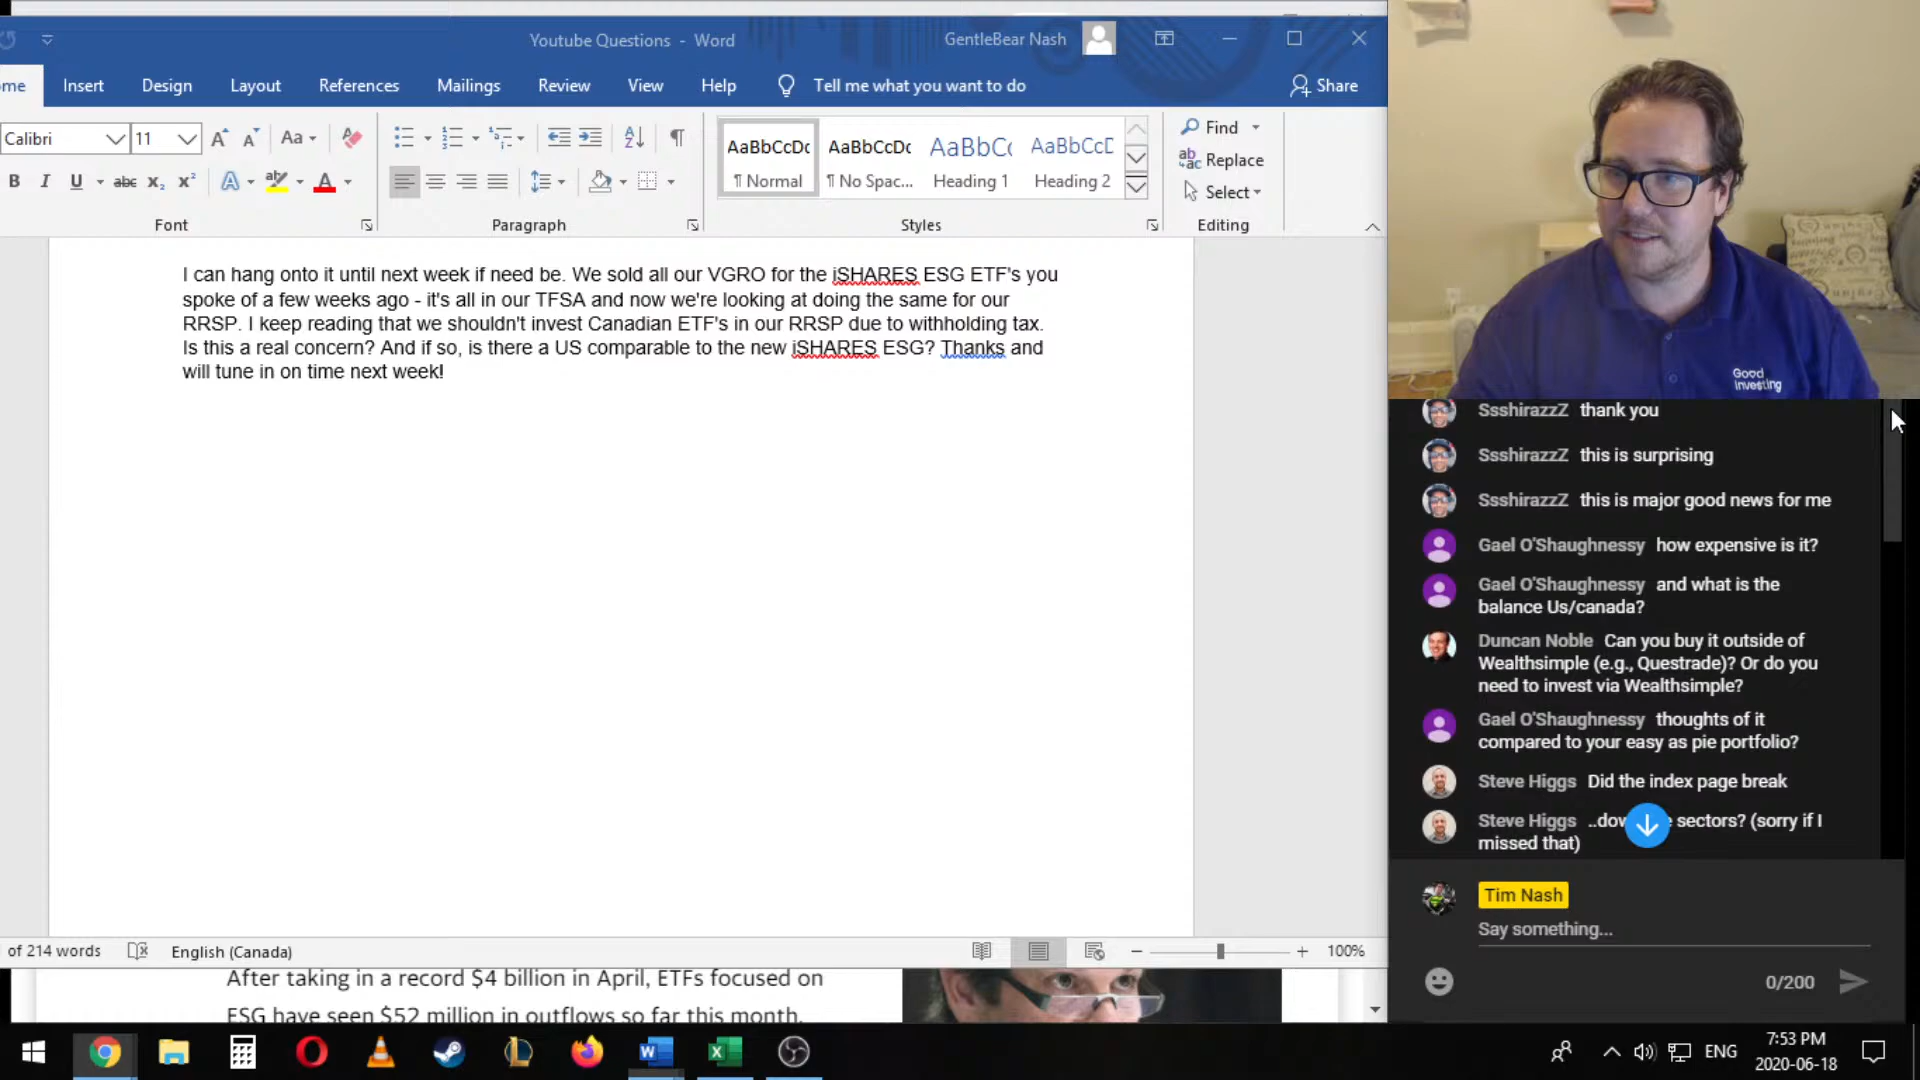 Youtube Questions - Word
GentleBear Nash
ome
Insert
Design
Layout
References
Mailings
Review
View
Help
Tell me what you want to do
Share
Calibri
11
Aa
Find
Replace
Select
AaBbCcDc
¶ Normal
AaBbCcDc
¶ No Spac...
AaBbCc
Heading 1
AaBbCcD
Heading 2
Font
Paragraph
Styles
Editing
I can hang onto it until next week if need be. We sold all our VGRO for the iSHARES ESG ETF's you
spoke of a few weeks ago - it's all in our TFSA and now we're looking at doing the same for our
RRSP. I keep reading that we shouldn't invest Canadian ETF's in our RRSP due to withholding tax.
Is this a real concern? And if so, is there a US comparable to the new iSHARES ESG? Thanks and
will tune in on time next week!
of 214 words
English (Canada)
100%
After taking in a record $4 billion in April, ETFs focused on
ESG have seen $52 million in outflows so far this month.
Good
Investing
SsshirazzZ thank you
SsshirazzZ this is surprising
SsshirazzZ this is major good news for me
Gael O'Shaughnessy how expensive is it?
Gael O'Shaughnessy and what is the
balance Us/canada?
Duncan Noble Can you buy it outside of
Wealthsimple (e.g., Questrade)? Or do you
need to invest via Wealthsimple?
Gael O'Shaughnessy thoughts of it
compared to your easy as pie portfolio?
Steve Higgs Did the index page break
Steve Higgs ..dow sectors? (sorry if I
missed that)
Tim Nash
Say something...
0/200
ENG
7:53 PM
2020-06-18